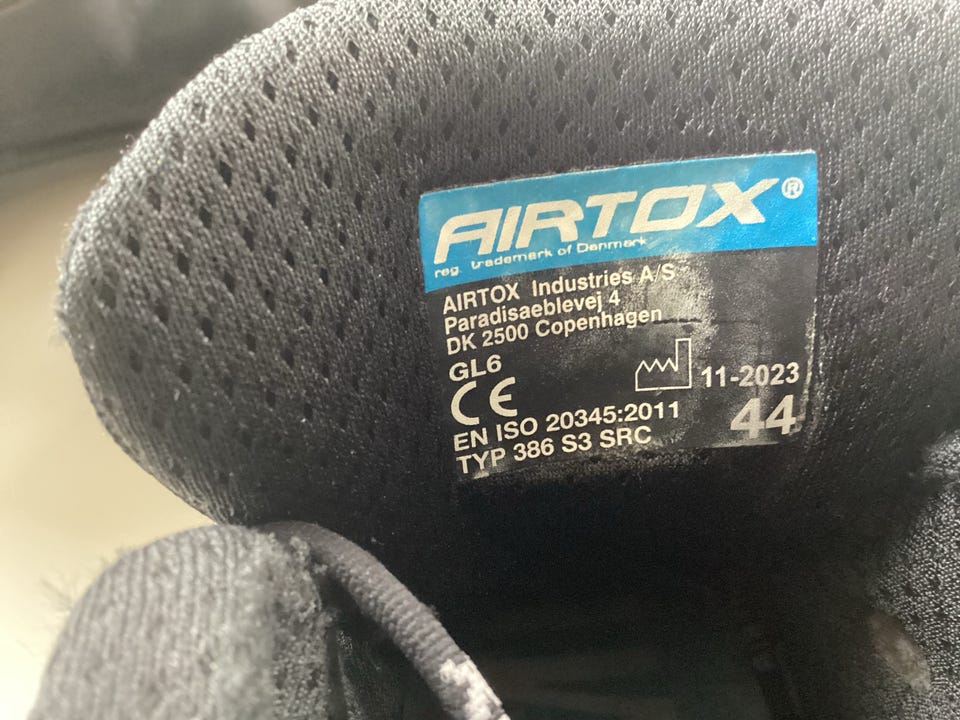 AIRTOX®
reg. trademark of Denmark
AIRTOX Industries A/S
Paradisaeblevej 4
DK 2500 Copenhagen
GL6
11-2023
CE
EN ISO 20345:2011
44
TYP 386 S3 SRC